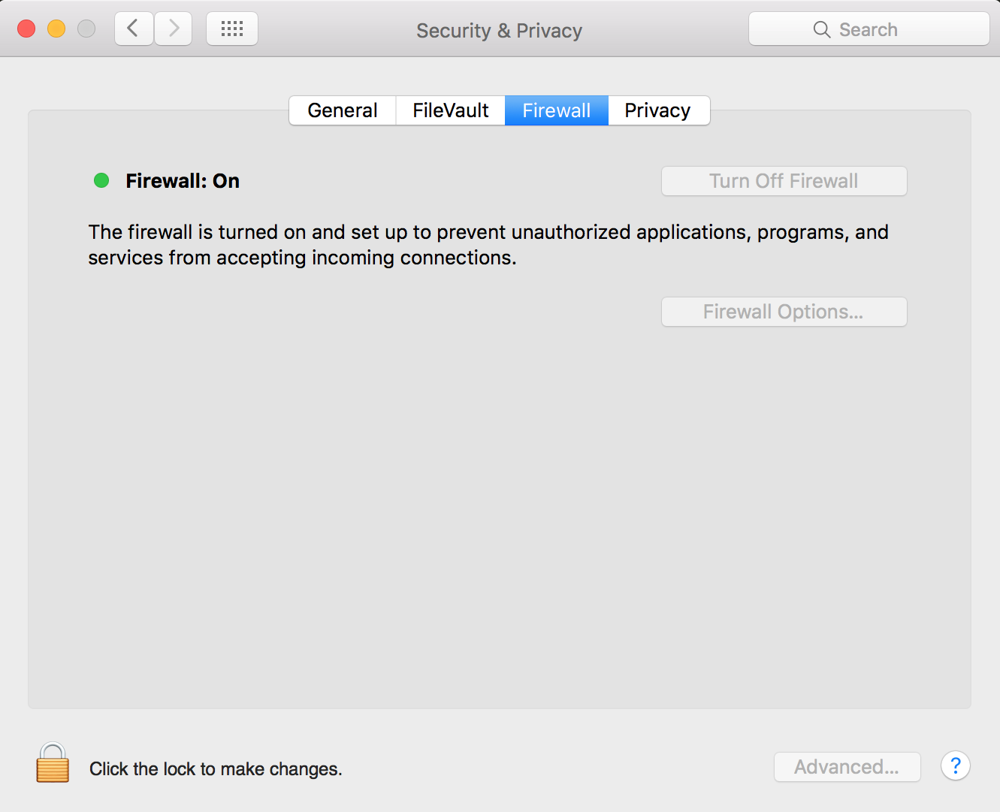 Security & Privacy
Search
General
FileVault
Firewall
Privacy
Firewall: On
Turn Off Firewall
The firewall is turned on and set up to prevent unauthorized applications, programs, and
services from accepting incoming connections.
Firewall Options...
Click the lock to make changes.
Advanced...
?